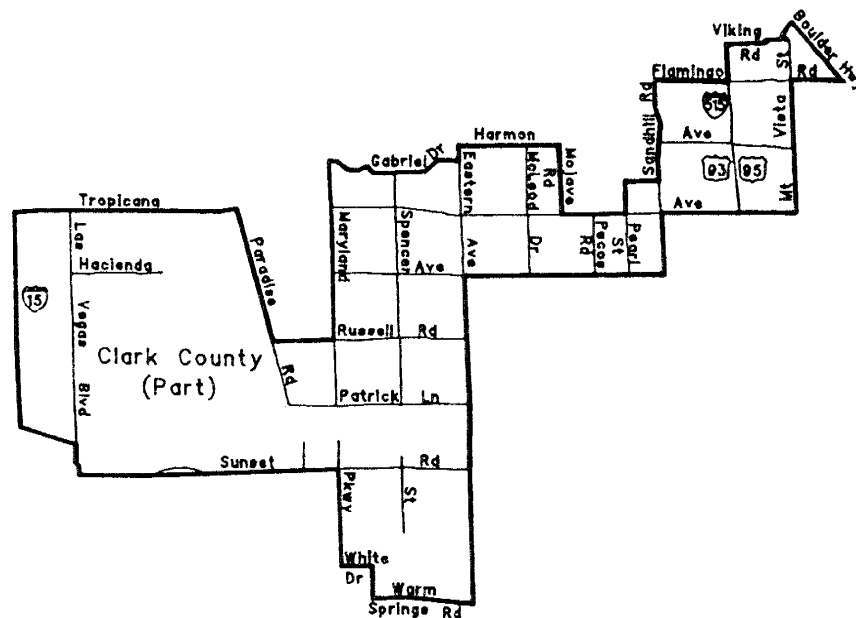 Boulder Hwy
Viking
Rd
St
Flamingo
Rd
Rd
515
Ave
Vista
Sandhill
93
95
Mt
Ave
Harmon
Gabriel Dr
Eastern
McLeod
Rd
Mojave
Tropicana
Las
Paradise
Maryland
Spencer
Ave
Dr
Rd
Pecos
St
Pearl
Hacienda
Ave
15
Vegas
Russell Rd
Clark County
(Part)
Rd
Blvd
Patrick Ln
Sunset Rd
Pkwy
St
White
Dr
Warm
Springs Rd